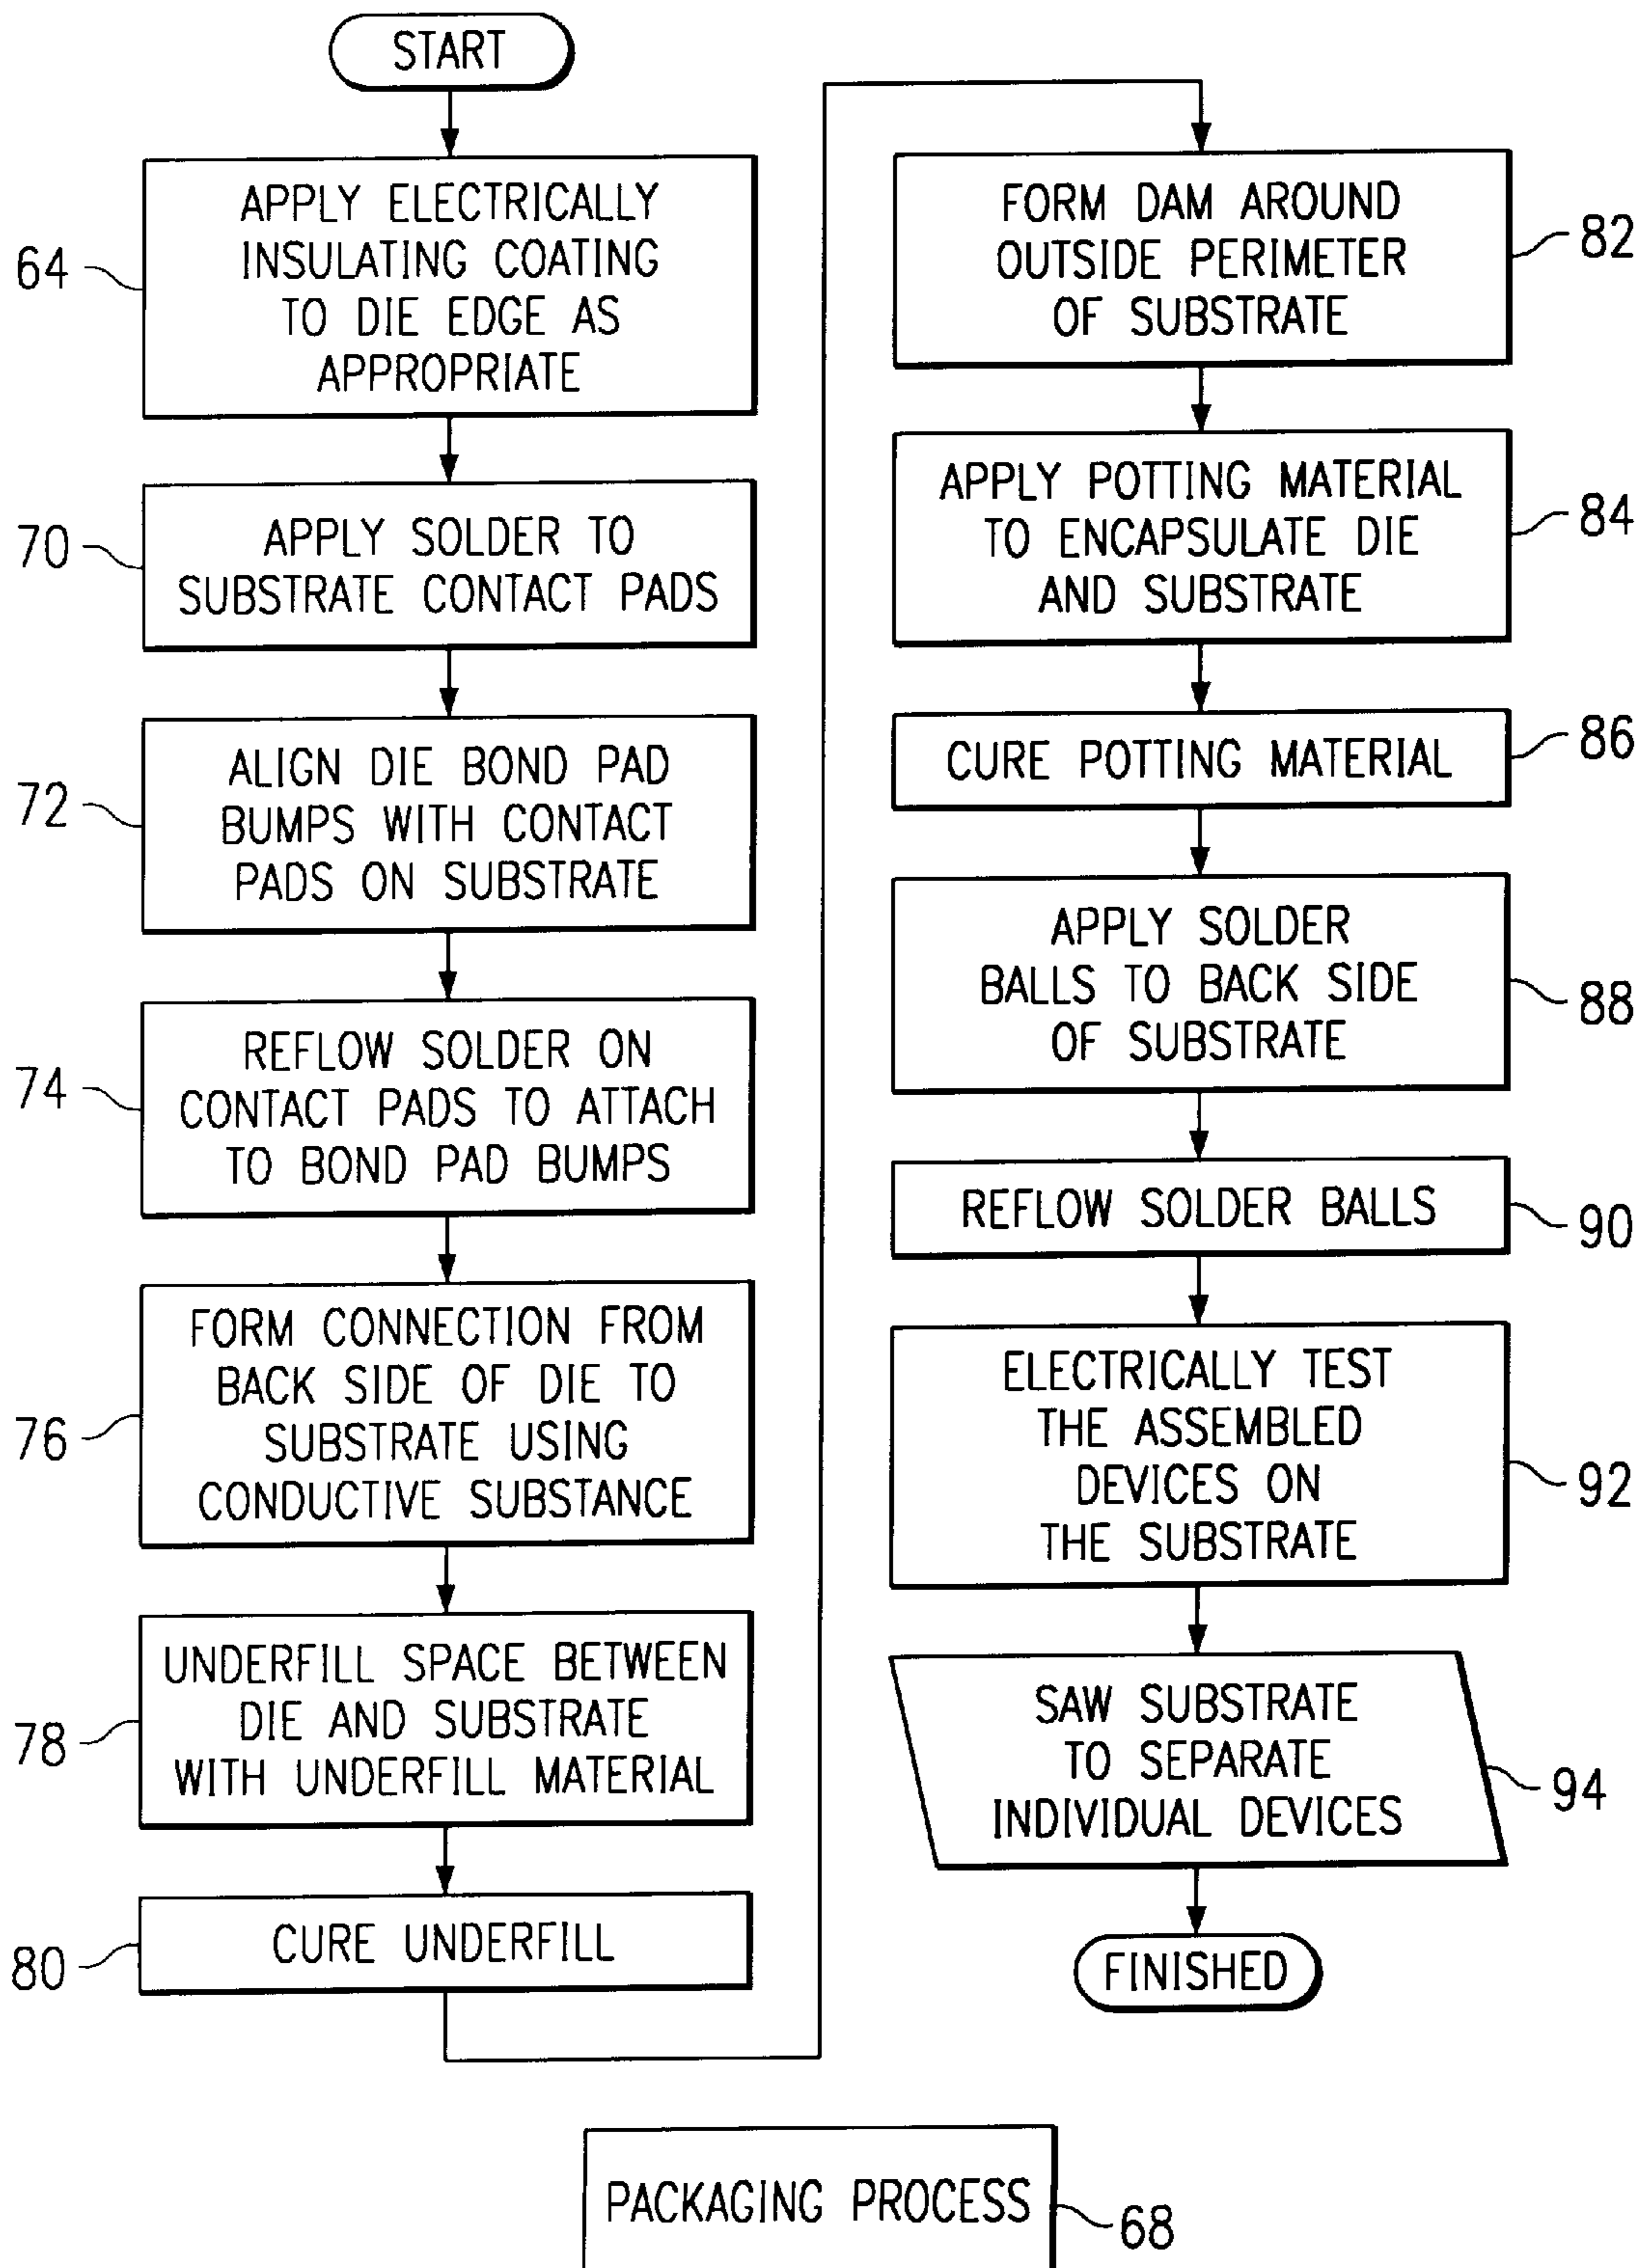 START
64
APPLY ELECTRICALLY
INSULATING COATING
TO DIE EDGE AS
APPROPRIATE
70
APPLY SOLDER TO
SUBSTRATE CONTACT PADS
72
ALIGN DIE BOND PAD
BUMPS WITH CONTACT
PADS ON SUBSTRATE
74
REFLOW SOLDER ON
CONTACT PADS TO ATTACH
TO BOND PAD BUMPS
76
FORM CONNECTION FROM
BACK SIDE OF DIE TO
SUBSTRATE USING
CONDUCTIVE SUBSTANCE
78
UNDERFILL SPACE BETWEEN
DIE AND SUBSTRATE
WITH UNDERFILL MATERIAL
80
CURE UNDERFILL
FORM DAM AROUND
OUTSIDE PERIMETER
OF SUBSTRATE
82
APPLY POTTING MATERIAL
TO ENCAPSULATE DIE
AND SUBSTRATE
84
CURE POTTING MATERIAL
86
APPLY SOLDER
BALLS TO BACK SIDE
OF SUBSTRATE
88
REFLOW SOLDER BALLS
90
ELECTRICALLY TEST
THE ASSEMBLED
DEVICES ON
THE SUBSTRATE
92
SAW SUBSTRATE
TO SEPARATE
INDIVIDUAL DEVICES
94
FINISHED
PACKAGING PROCESS
68